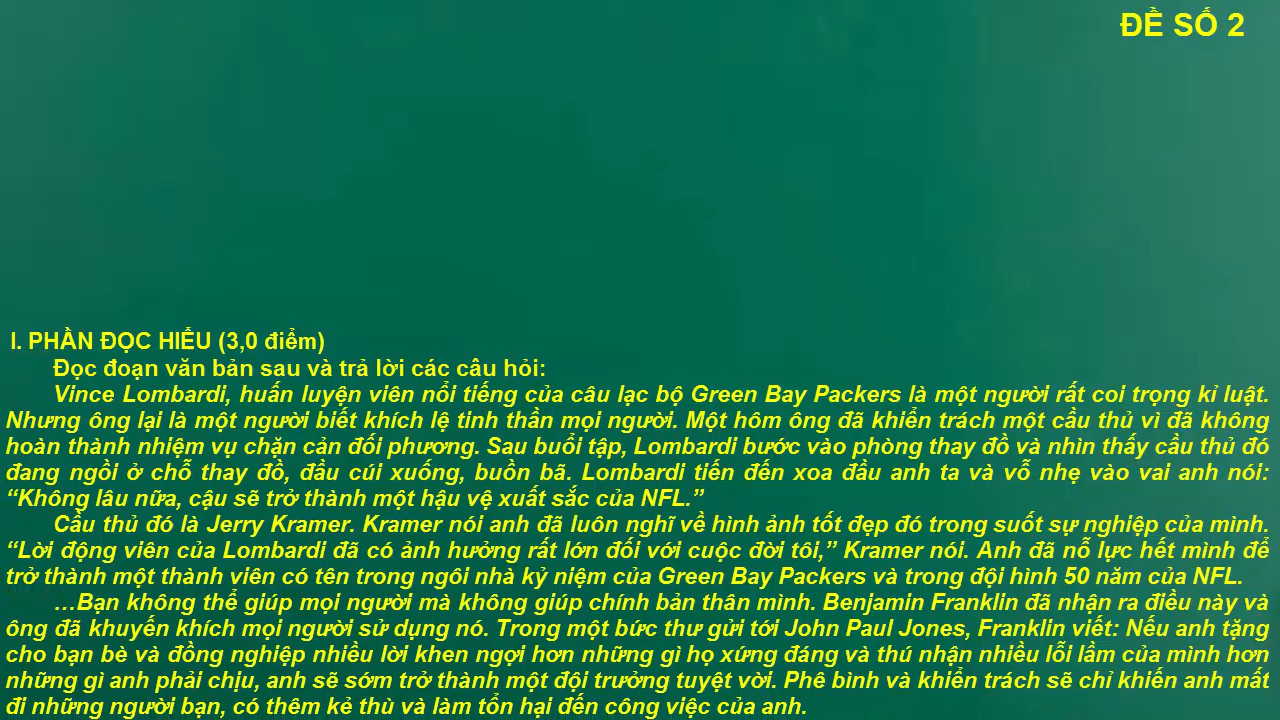 ĐỀ SỐ 2
I. PHẦN ĐỌC HIỂU (3,0 điểm)
Đọc đoạn văn bản sau và trả lời các câu hỏi:
Vince Lombardi, huấn luyện viên nổi tiếng của câu lạc bộ Green Bay Packers là một người rất coi trọng kỉ luật.
Nhưng ông lại là một người biết khích lệ tinh thần mọi người. Một hôm ông đã khiển trách một cầu thủ vì đã không
hoàn thành nhiệm vụ chặn cản đối phương. Sau buổi tập, Lombardi bước vào phòng thay đồ và nhìn thấy cầu thủ đó
đang ngồi ở chỗ thay đồ, đầu cúi xuống, buồn bã. Lombardi tiến đến xoa đầu anh ta và vỗ nhẹ vào vai anh nói:
“Không lâu nữa, cậu sẽ trở thành một hậu vệ xuất sắc của NFL.”
Cầu thủ đó là Jerry Kramer. Kramer nói anh đã luôn nghĩ về hình ảnh tốt đẹp đó trong suốt sự nghiệp của mình.
“Lời động viên của Lombardi đã có ảnh hưởng rất lớn đối với cuộc đời tôi,” Kramer nói. Anh đã nỗ lực hết mình để
trở thành một thành viên có tên trong ngôi nhà kỷ niệm của Green Bay Packers và trong đội hình 50 năm của NFL.
…Bạn không thể giúp mọi người mà không giúp chính bản thân mình. Benjamin Franklin đã nhận ra điều này và
ông đã khuyến khích mọi người sử dụng nó. Trong một bức thư gửi tới John Paul Jones, Franklin viết: Nếu anh tặng
cho bạn bè và đồng nghiệp nhiều lời khen ngợi hơn những gì họ xứng đáng và thú nhận nhiều lỗi lầm của mình hơn
những gì anh phải chịu, anh sẽ sớm trở thành một đội trưởng tuyệt vời. Phê bình và khiển trách sẽ chỉ khiến anh mất
đi những người bạn, có thêm kẻ thù và làm tổn hại đến công việc của anh.